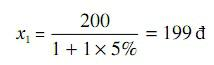 x₁ = 200 / (1 + 1 × 5%) = 199 đ